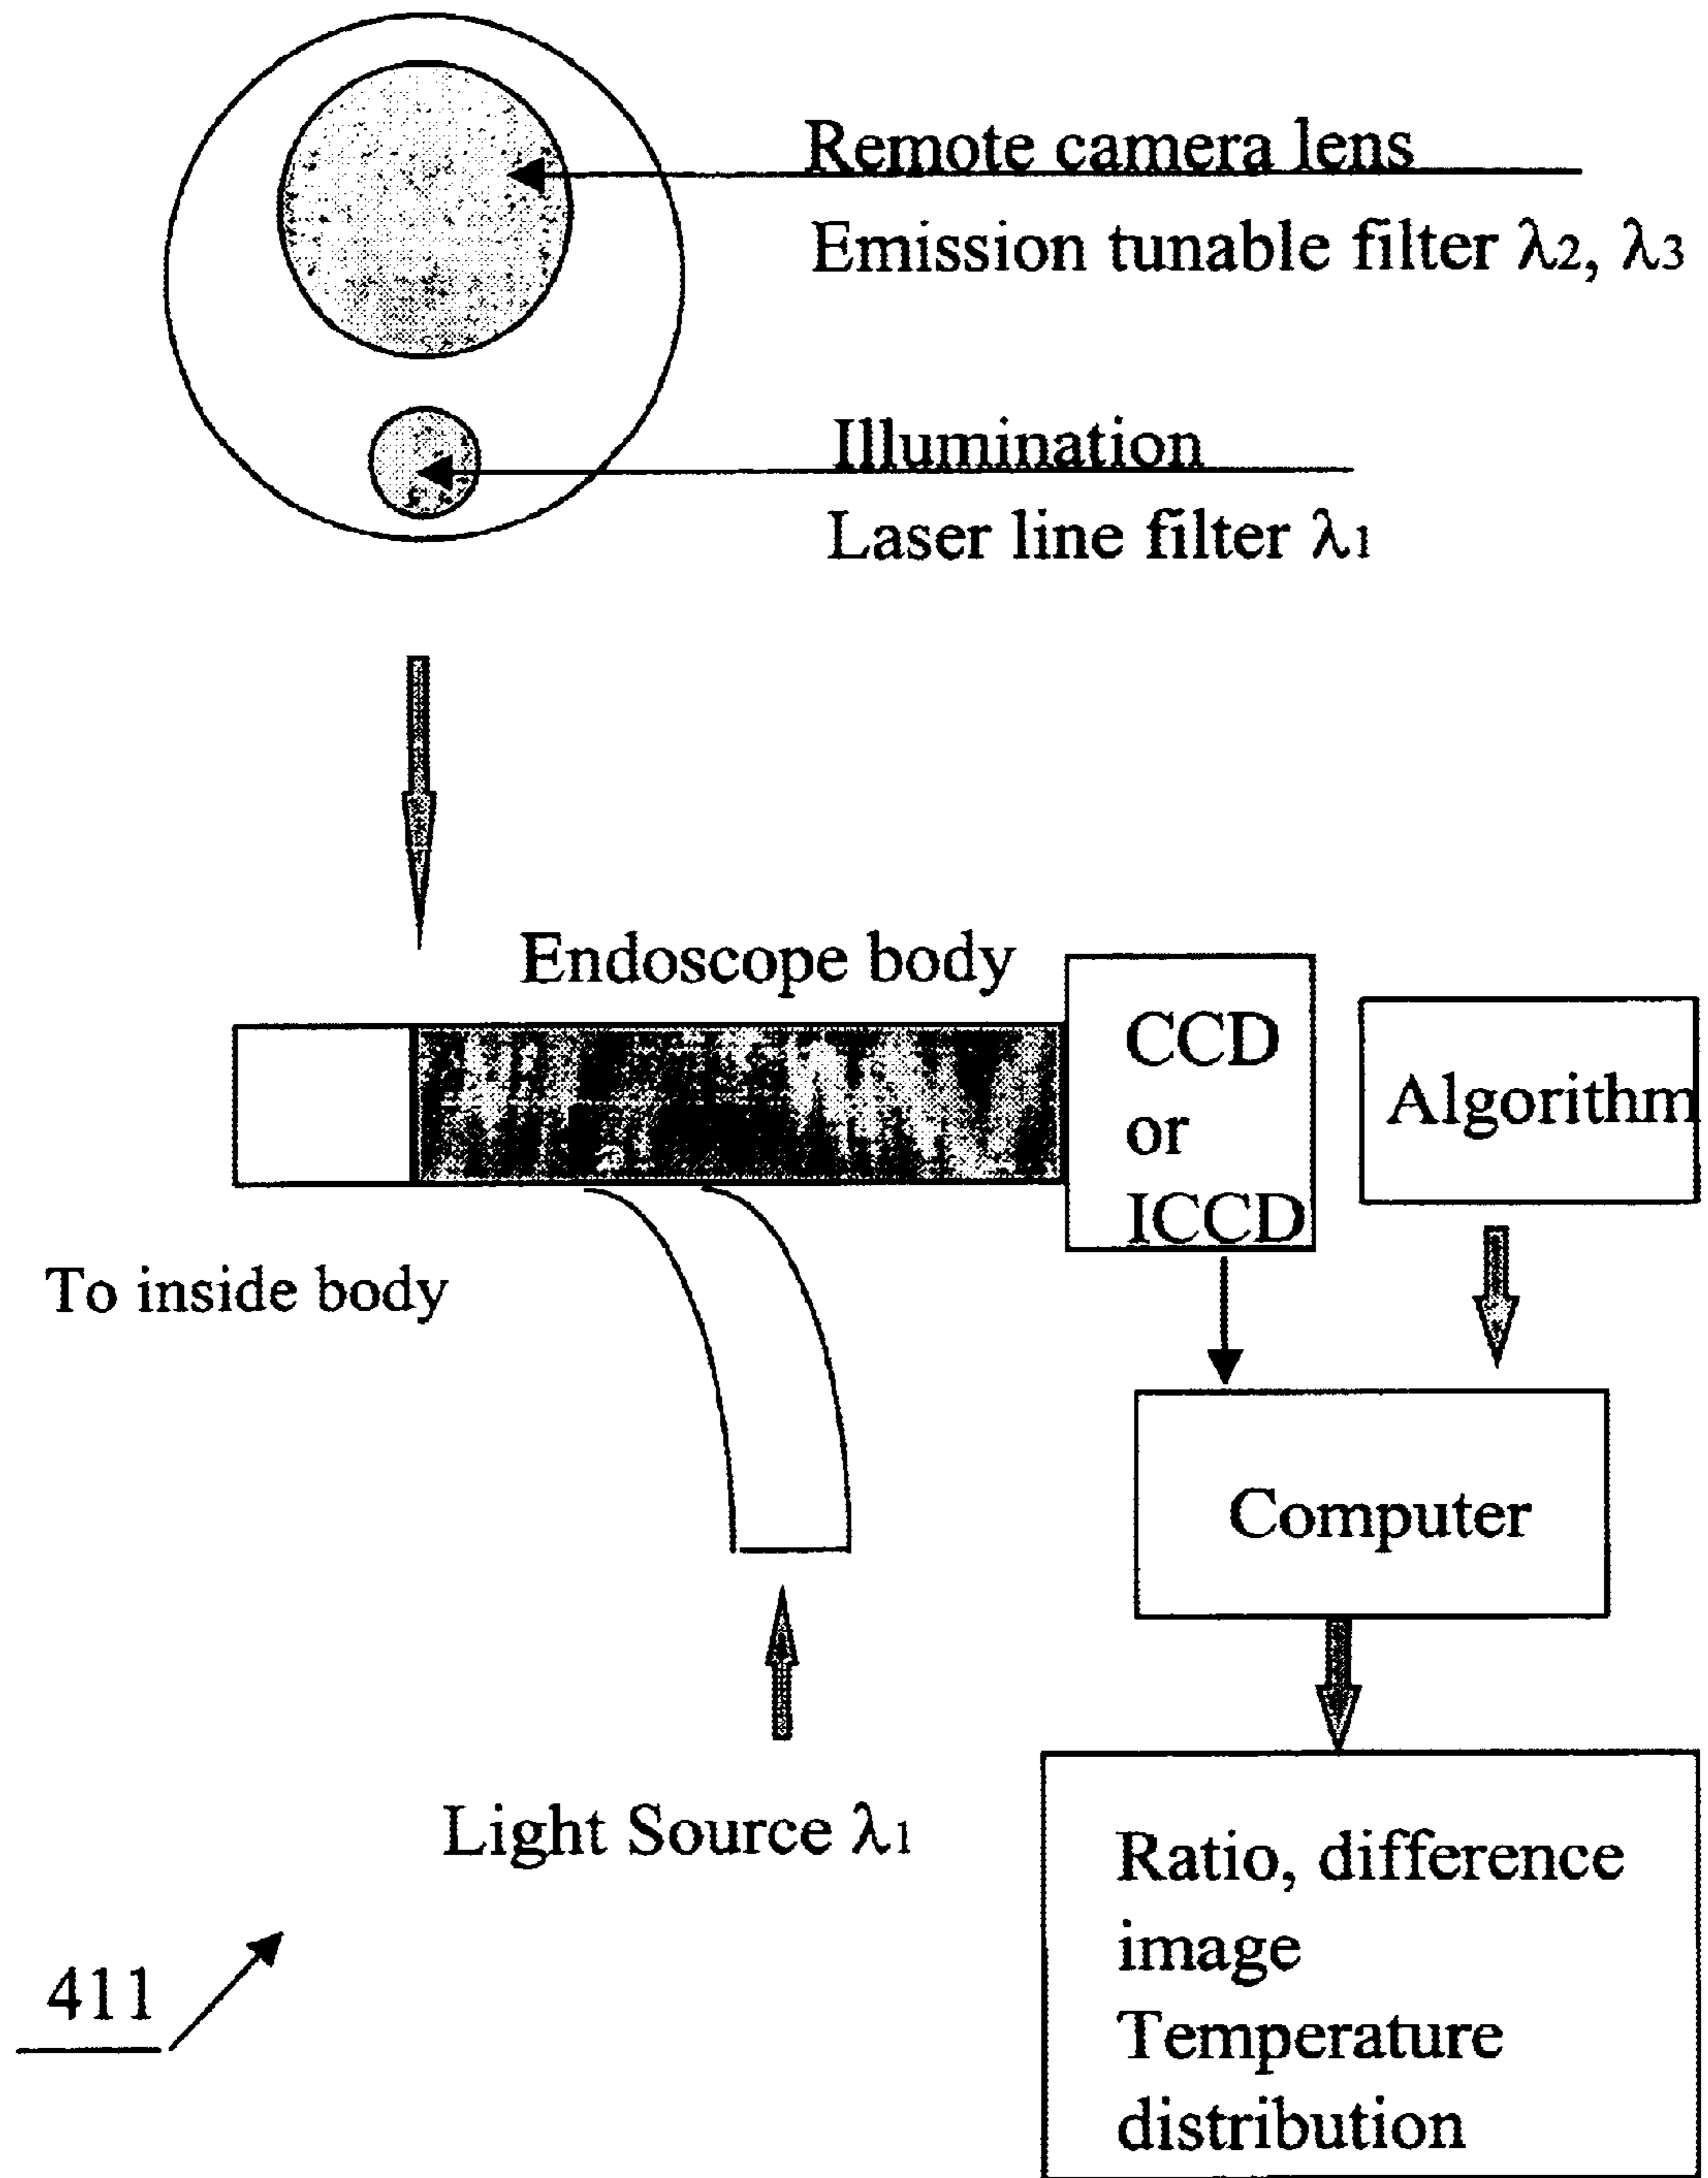 Remote camera lens
Emission tunable filter λ2, λ3
Illumination
Laser line filter λ1
Endoscope body
CCD
or
ICCD
Algorithm
To inside body
Computer
Light Source λ1
Ratio, difference
image
Temperature
distribution
411